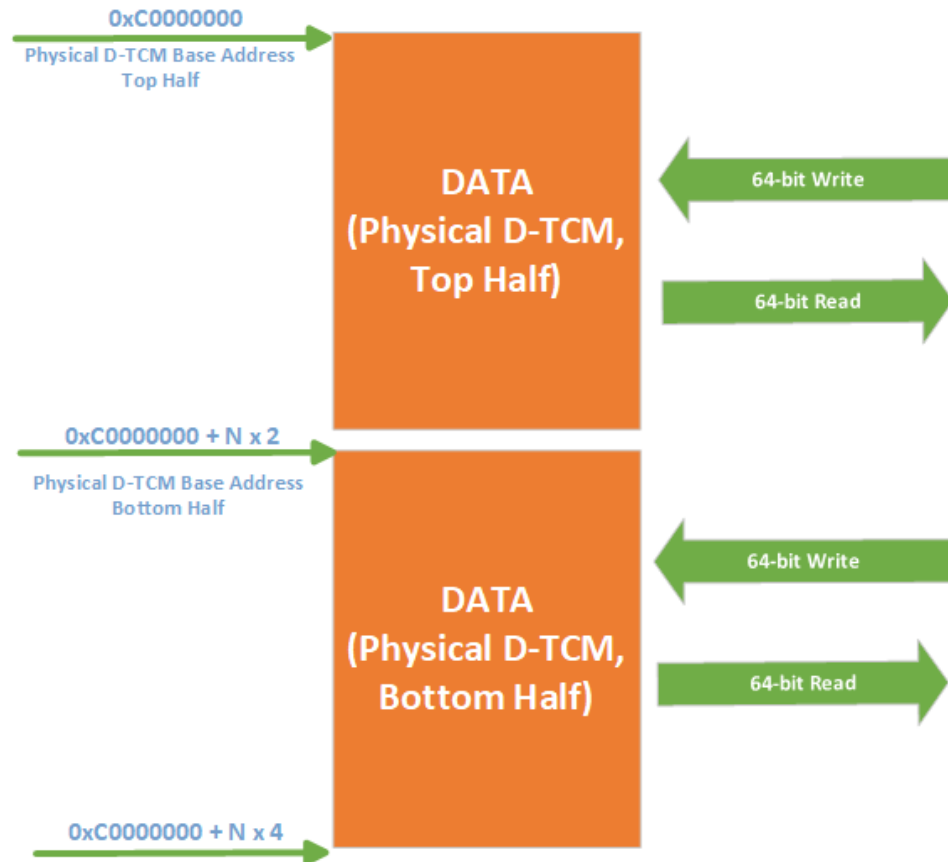 0xC0000000
Physical D-TCM Base Address
Top Half
DATA
(Physical D-TCM,
Top Half)
64-bit Write
64-bit Read
0xC0000000 + N x 2
Physical D-TCM Base Address
Bottom Half
DATA
(Physical D-TCM,
Bottom Half)
64-bit Write
64-bit Read
0xC0000000 + N x 4